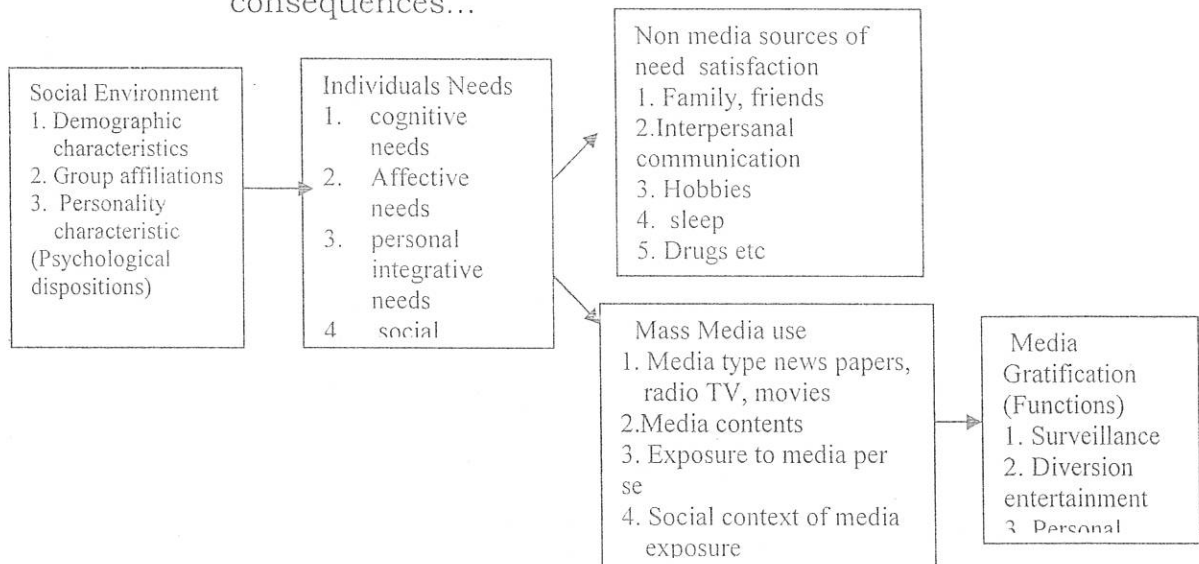 consequences...
Social Environment
1. Demographic
characteristics
2. Group affiliations
3. Personality
characteristic
(Psychological
dispositions)
Individuals Needs
1. cognitive
needs
2. Affective
needs
3. personal
integrative
needs
4 social
Non media sources of
need satisfaction
1. Family, friends
2.Interpersanal
communication
3. Hobbies
4. sleep
5. Drugs etc
Mass Media use
1. Media type news papers,
radio TV, movies
2.Media contents
3. Exposure to media per
se
4. Social context of media
exposure
Media
Gratification
(Functions)
1. Surveillance
2. Diversion
entertainment
3. Personal